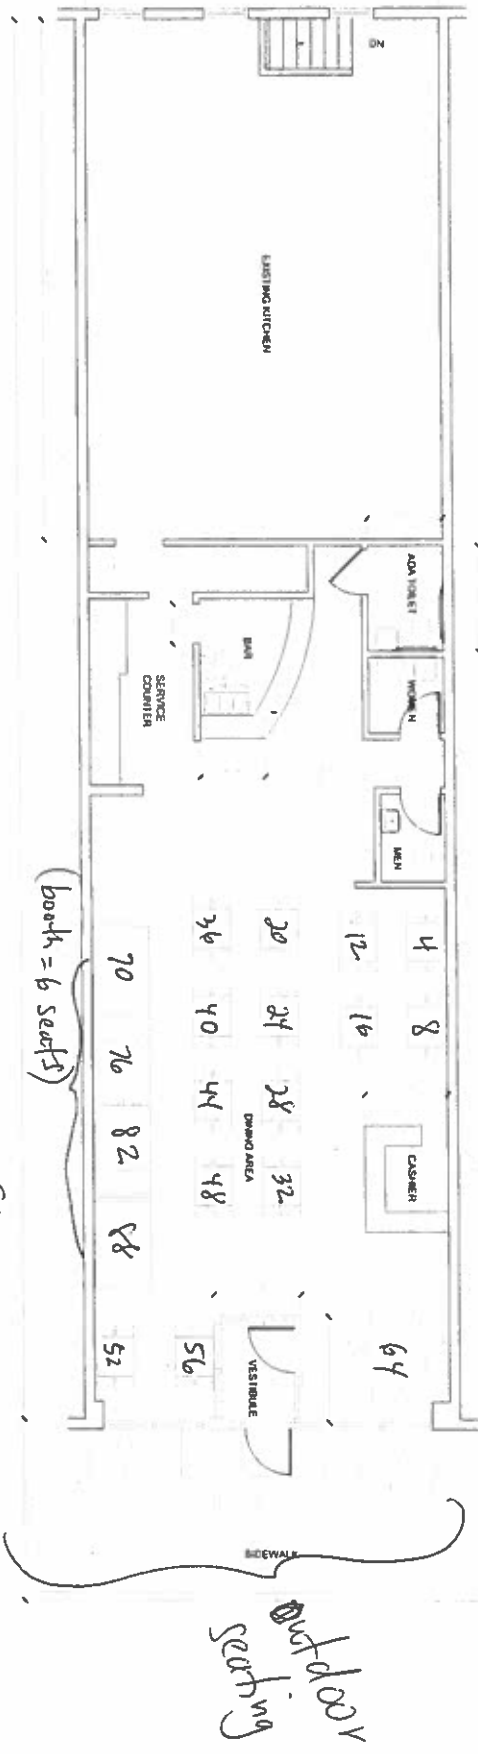 DN
EXISTING KITCHEN
ADA TOILET
WOMEN
MEN
BAR
SERVICE
COUNTER
4
8
12
16
20
24
28
32
36
40
44
48
70
76
82
88
(booth = 6 seats)
DINING AREA
CASHIER
52
56
64
VESTIBULE
SIDEWALK
outdoor
seating